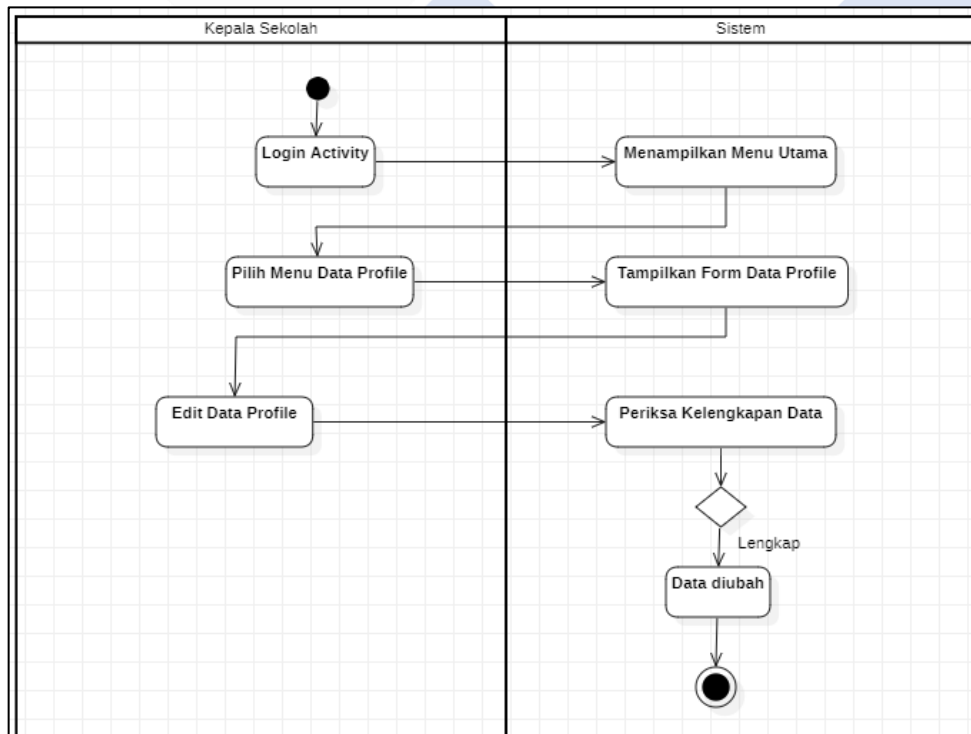 Kepala Sekolah
Sistem
Login Activity
Menampilkan Menu Utama
Pilih Menu Data Profile
Tampilkan Form Data Profile
Edit Data Profile
Periksa Kelengkapan Data
Lengkap
Data diubah